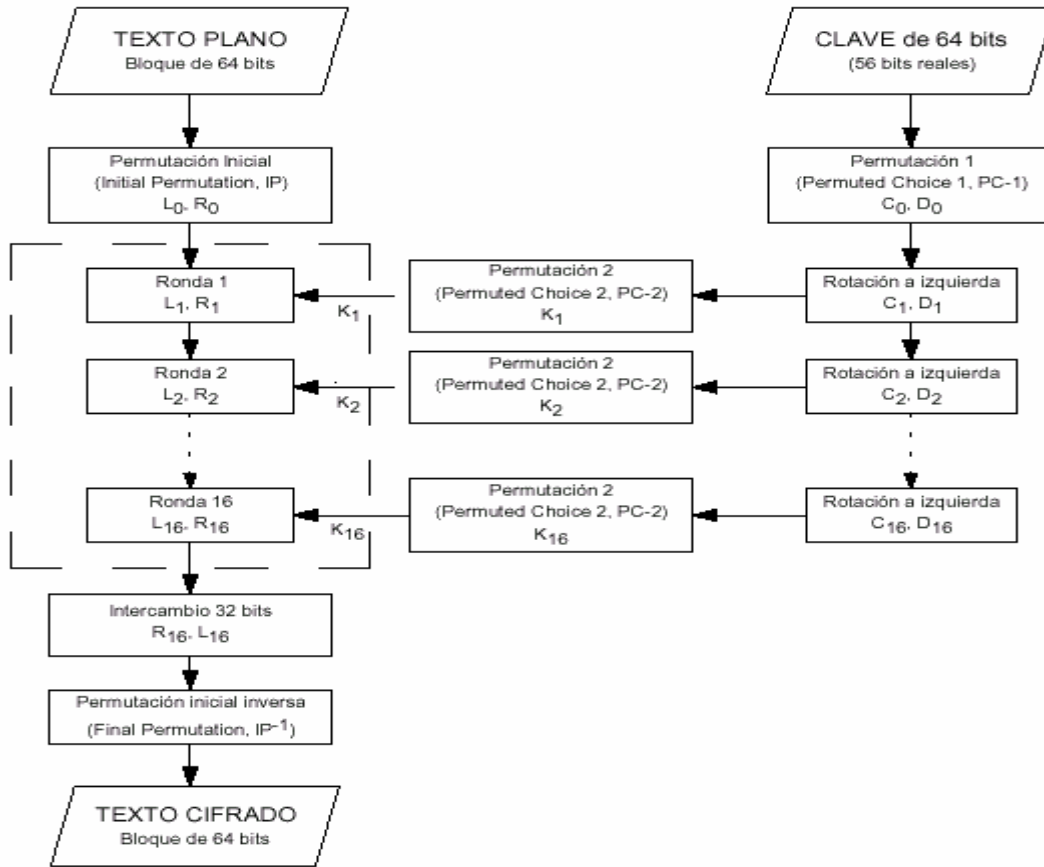 TEXTO PLANO
Bloque de 64 bits
CLAVE de 64 bits
(56 bits reales)
Permutación Inicial
(Initial Permutation, IP)
L0, R0
Permutación 1
(Permuted Choice 1, PC-1)
C0, D0
Ronda 1
L1, R1
K1
Permutación 2
(Permuted Choice 2, PC-2)
K1
Rotación a izquierda
C1, D1
Ronda 2
L2, R2
K2
Permutación 2
(Permuted Choice 2, PC-2)
K2
Rotación a izquierda
C2, D2
Ronda 16
L16, R16
K16
Permutación 2
(Permuted Choice 2, PC-2)
K16
Rotación a izquierda
C16, D16
Intercambio 32 bits
R16, L16
Permutación inicial inversa
(Final Permutation, IP-1)
TEXTO CIFRADO
Bloque de 64 bits